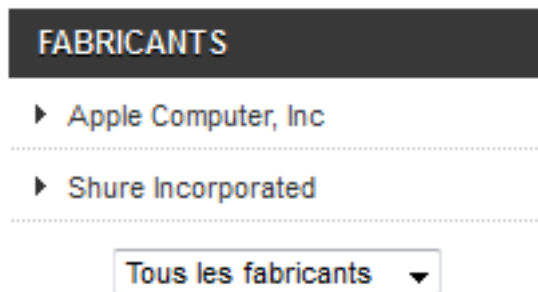 FABRICANTS
Apple Computer, Inc
Shure Incorporated
Tous les fabricants